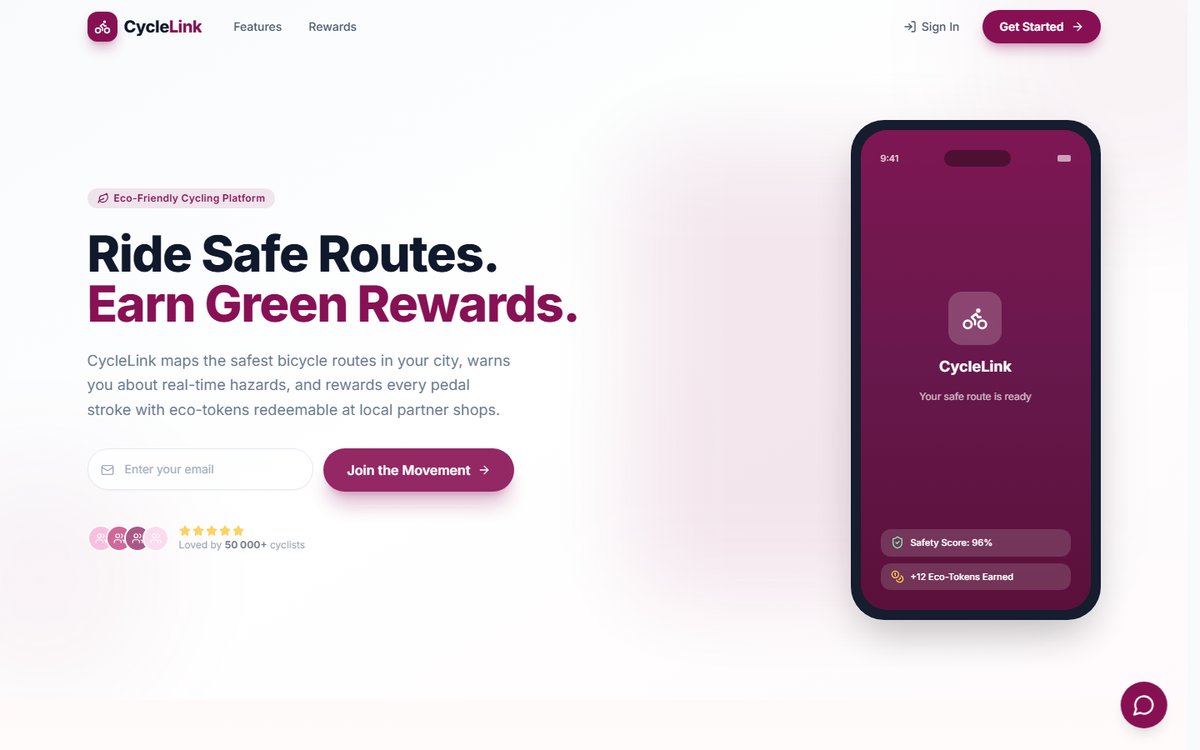 CycleLink
Features
Rewards
Sign In
Get Started
Eco-Friendly Cycling Platform
Ride Safe Routes.
Earn Green Rewards.
CycleLink maps the safest bicycle routes in your city, warns
you about real-time hazards, and rewards every pedal
stroke with eco-tokens redeemable at local partner shops.
Enter your email
Join the Movement
Loved by 50 000+ cyclists
9:41
CycleLink
Your safe route is ready
Safety Score: 96%
+12 Eco-Tokens Earned